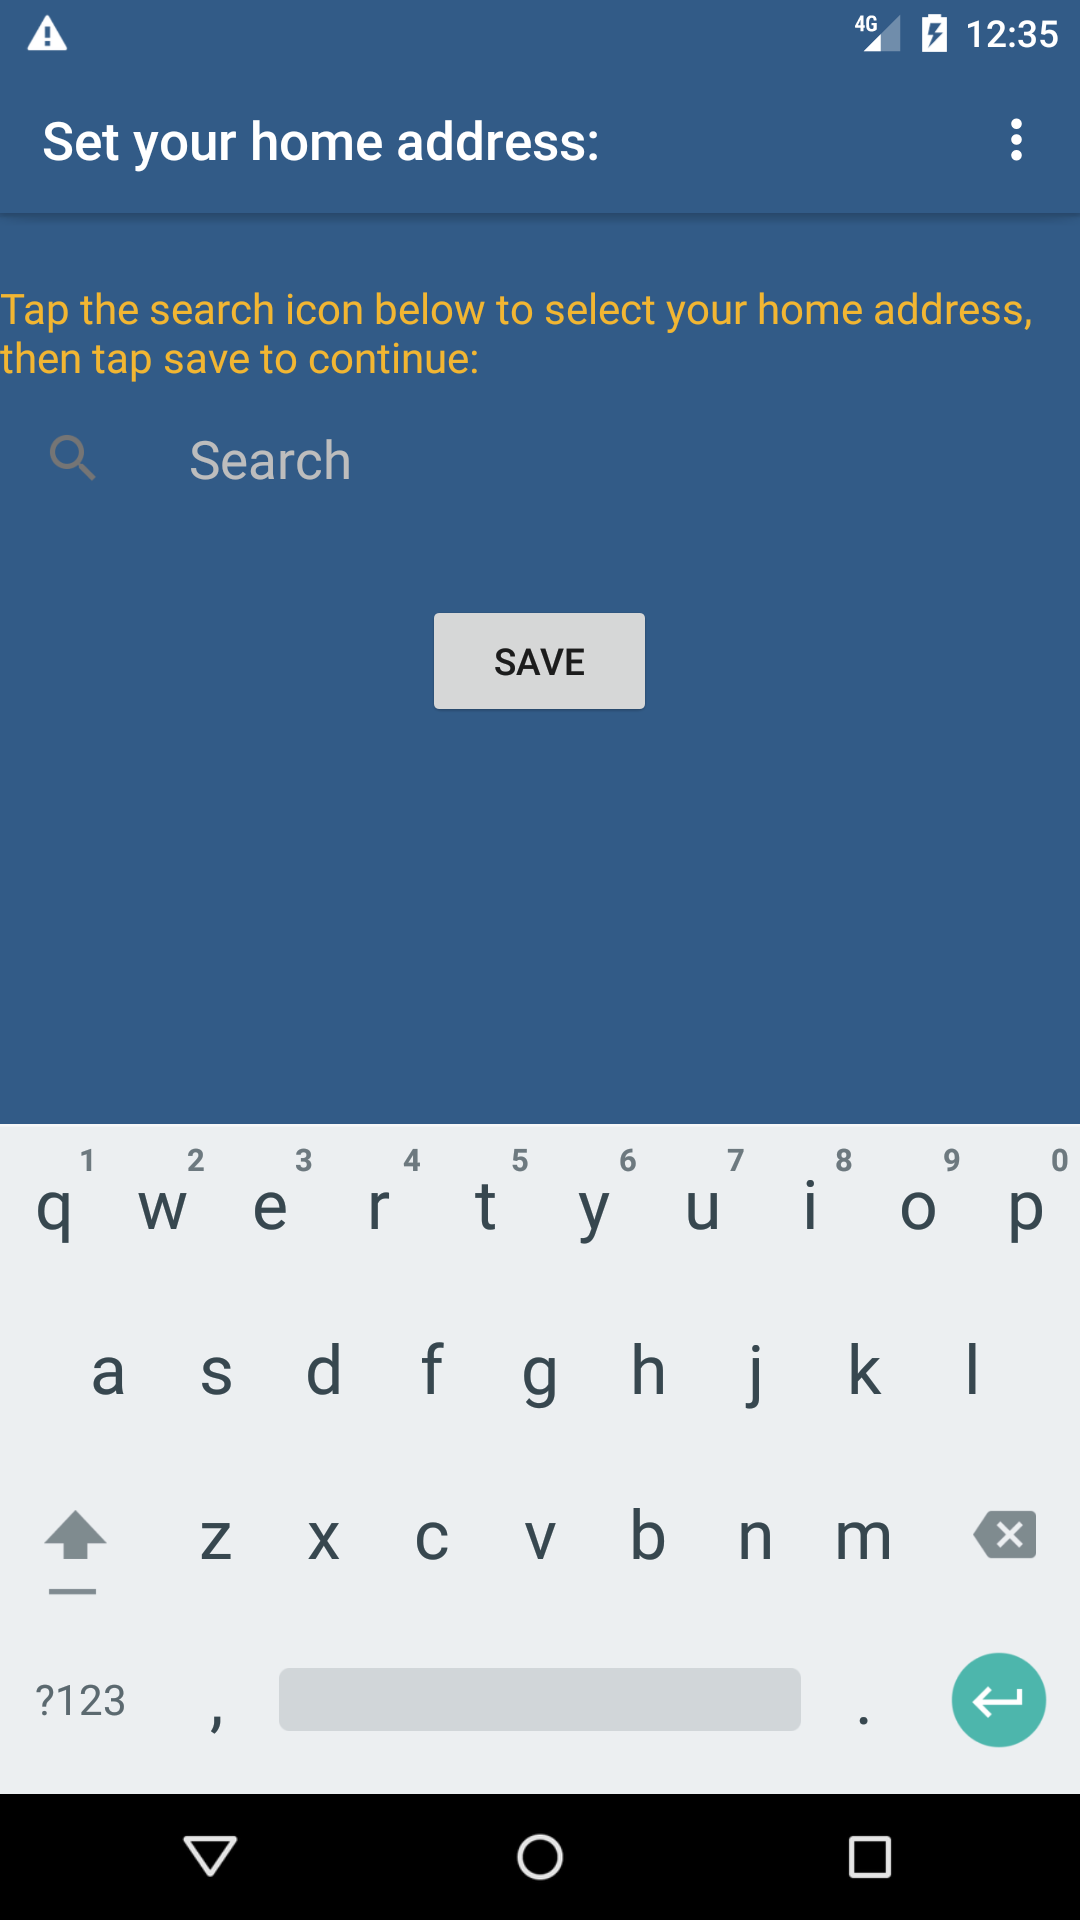 4G 12:35
Set your home address:
Tap the search icon below to select your home address,
then tap save to continue:
Search
SAVE
1 2 3 4 5 6 7 8 9 0
q w e r t y u i o p
a s d f g h j k l
z x c v b n m
?123 , .